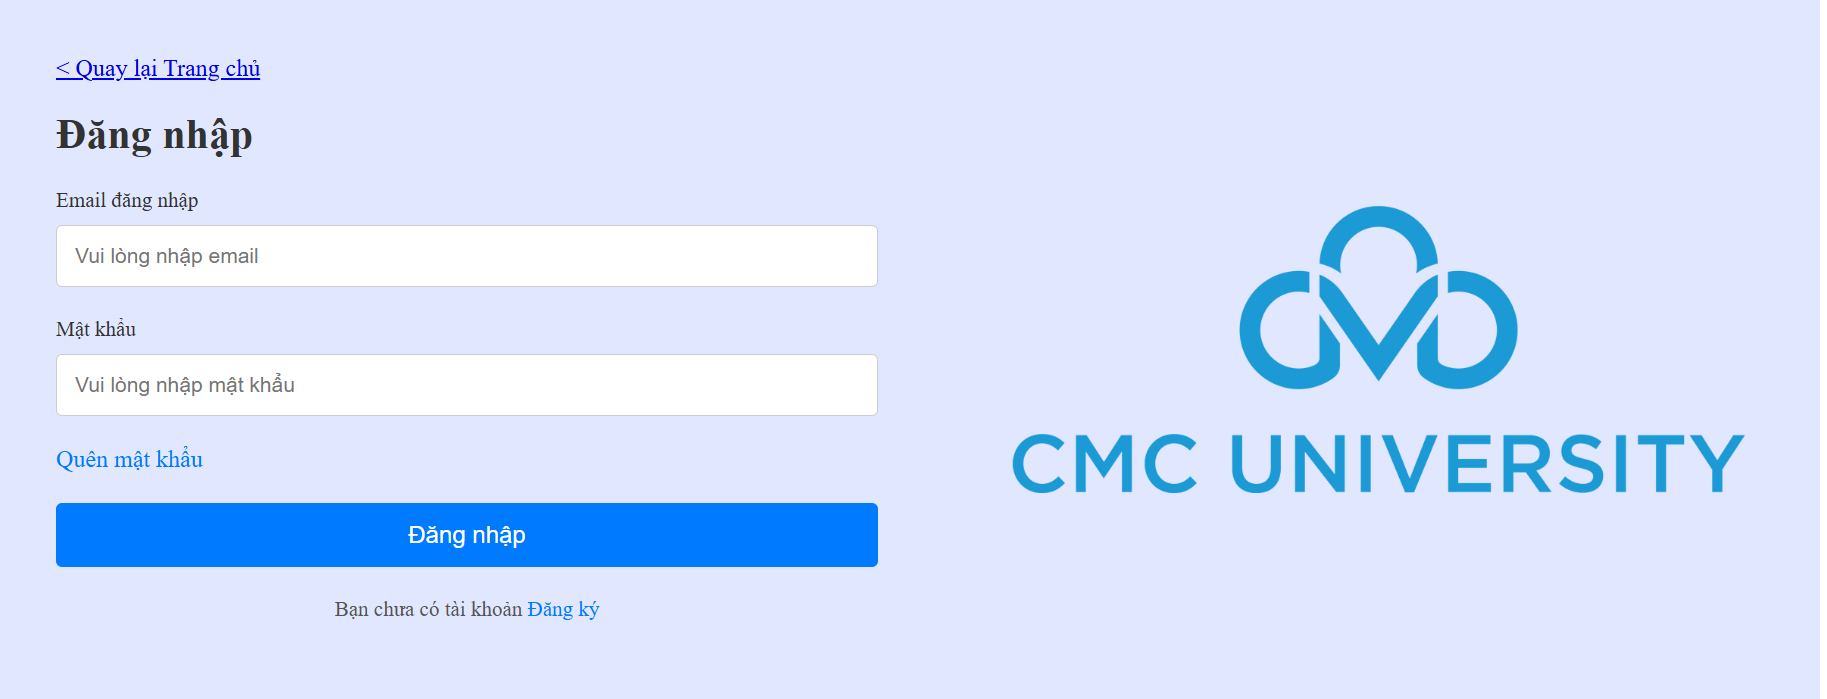 < Quay lại Trang chủ
Đăng nhập
Email đăng nhập
Vui lòng nhập email
Mật khẩu
Vui lòng nhập mật khẩu
Quên mật khẩu
Đăng nhập
Bạn chưa có tài khoản Đăng ký
CMC UNIVERSITY